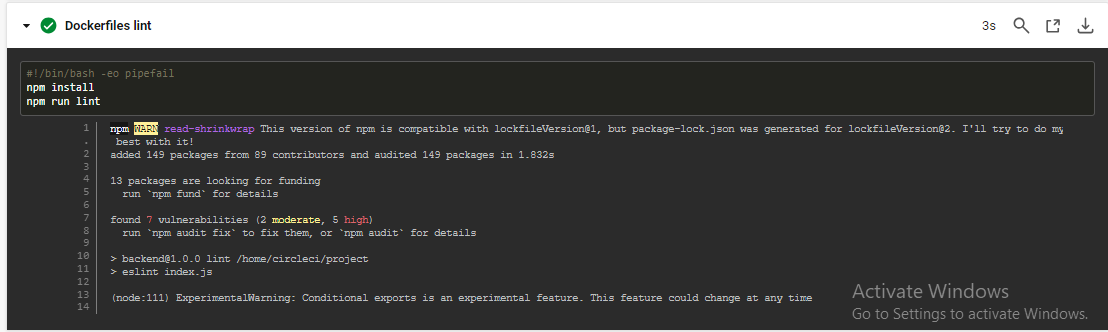 Dockerfiles lint
3s
#!/bin/bash -eo pipefail
npm install
npm run lint
1 npm WARN read-shrinkwrap This version of npm is compatible with lockfileVersion@1, but package-lock.json was generated for lockfileVersion@2. I'll try to do my
. best with it!
2 added 149 packages from 89 contributors and audited 149 packages in 1.832s
3
4 13 packages are looking for funding
5 run `npm fund` for details
6
7 found 7 vulnerabilities (2 moderate, 5 high)
8 run `npm audit fix` to fix them, or `npm audit` for details
9
10 > backend@1.0.0 lint /home/circleci/project
11 > eslint index.js
12
13 (node:111) ExperimentalWarning: Conditional exports is an experimental feature. This feature could change at any time
14
Activate Windows
Go to Settings to activate Windows.